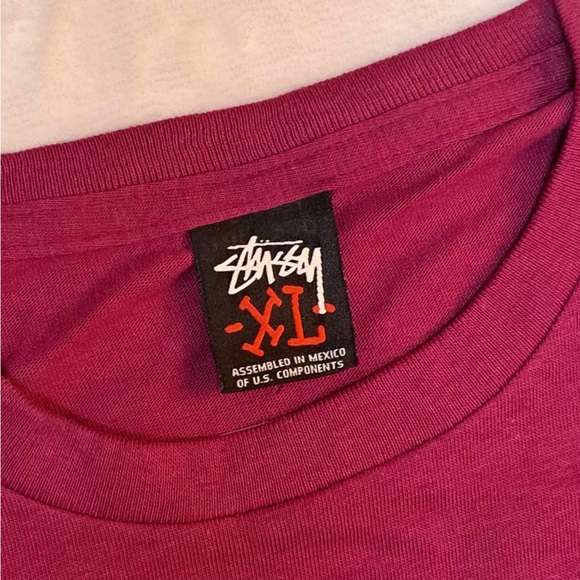 Stüssy
-XL-
ASSEMBLED IN MEXICO
OF U.S. COMPONENTS